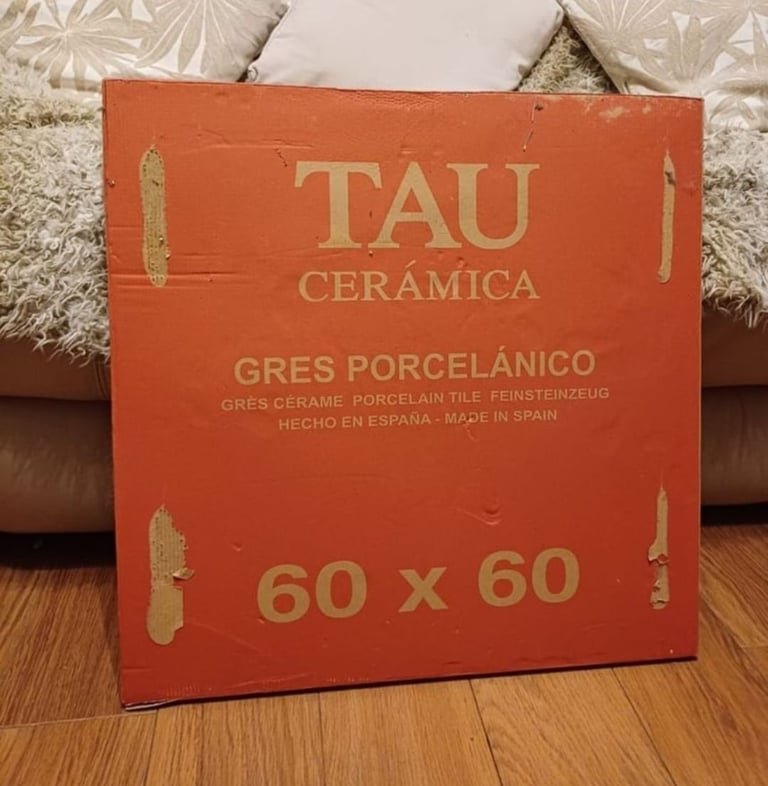 TAU
CERÁMICA
GRES PORCELÁNICO
GRÈS CÉRAME PORCELAIN TILE FEINSTEINZEUG
HECHO EN ESPAÑA - MADE IN SPAIN
60 x 60